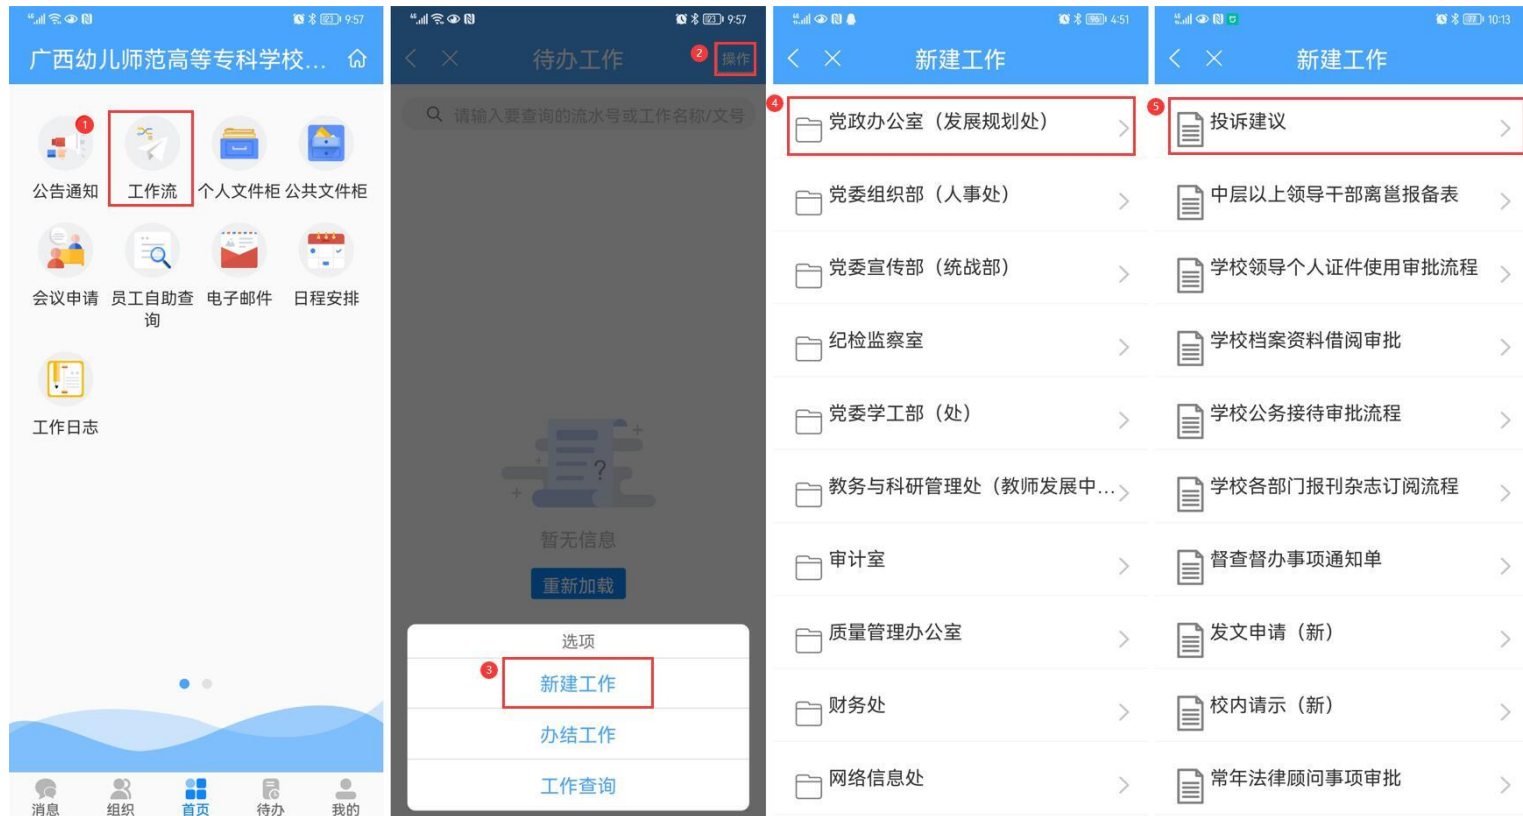 9:57
广西幼儿师范高等专科学校...
1
公告通知
工作流
个人文件柜
公共文件柜
会议申请
员工自助查
询
电子邮件
日程安排
工作日志
消息
组织
首页
待办
我的
9:57
待办工作
2
操作
请输入要查询的流水号或工作名称/文号
?
暂无信息
重新加载
选项
3
新建工作
办结工作
工作查询
4:51
新建工作
4
党政办公室（发展规划处）
党委组织部（人事处）
党委宣传部（统战部）
纪检监察室
党委学工部（处）
教务与科研管理处（教师发展中...
审计室
质量管理办公室
财务处
网络信息处
10:13
新建工作
5
投诉建议
中层以上领导干部离邕报备表
学校领导个人证件使用审批流程
学校档案资料借阅审批
学校公务接待审批流程
学校各部门报刊杂志订阅流程
督查督办事项通知单
发文申请（新）
校内请示（新）
常年法律顾问事项审批